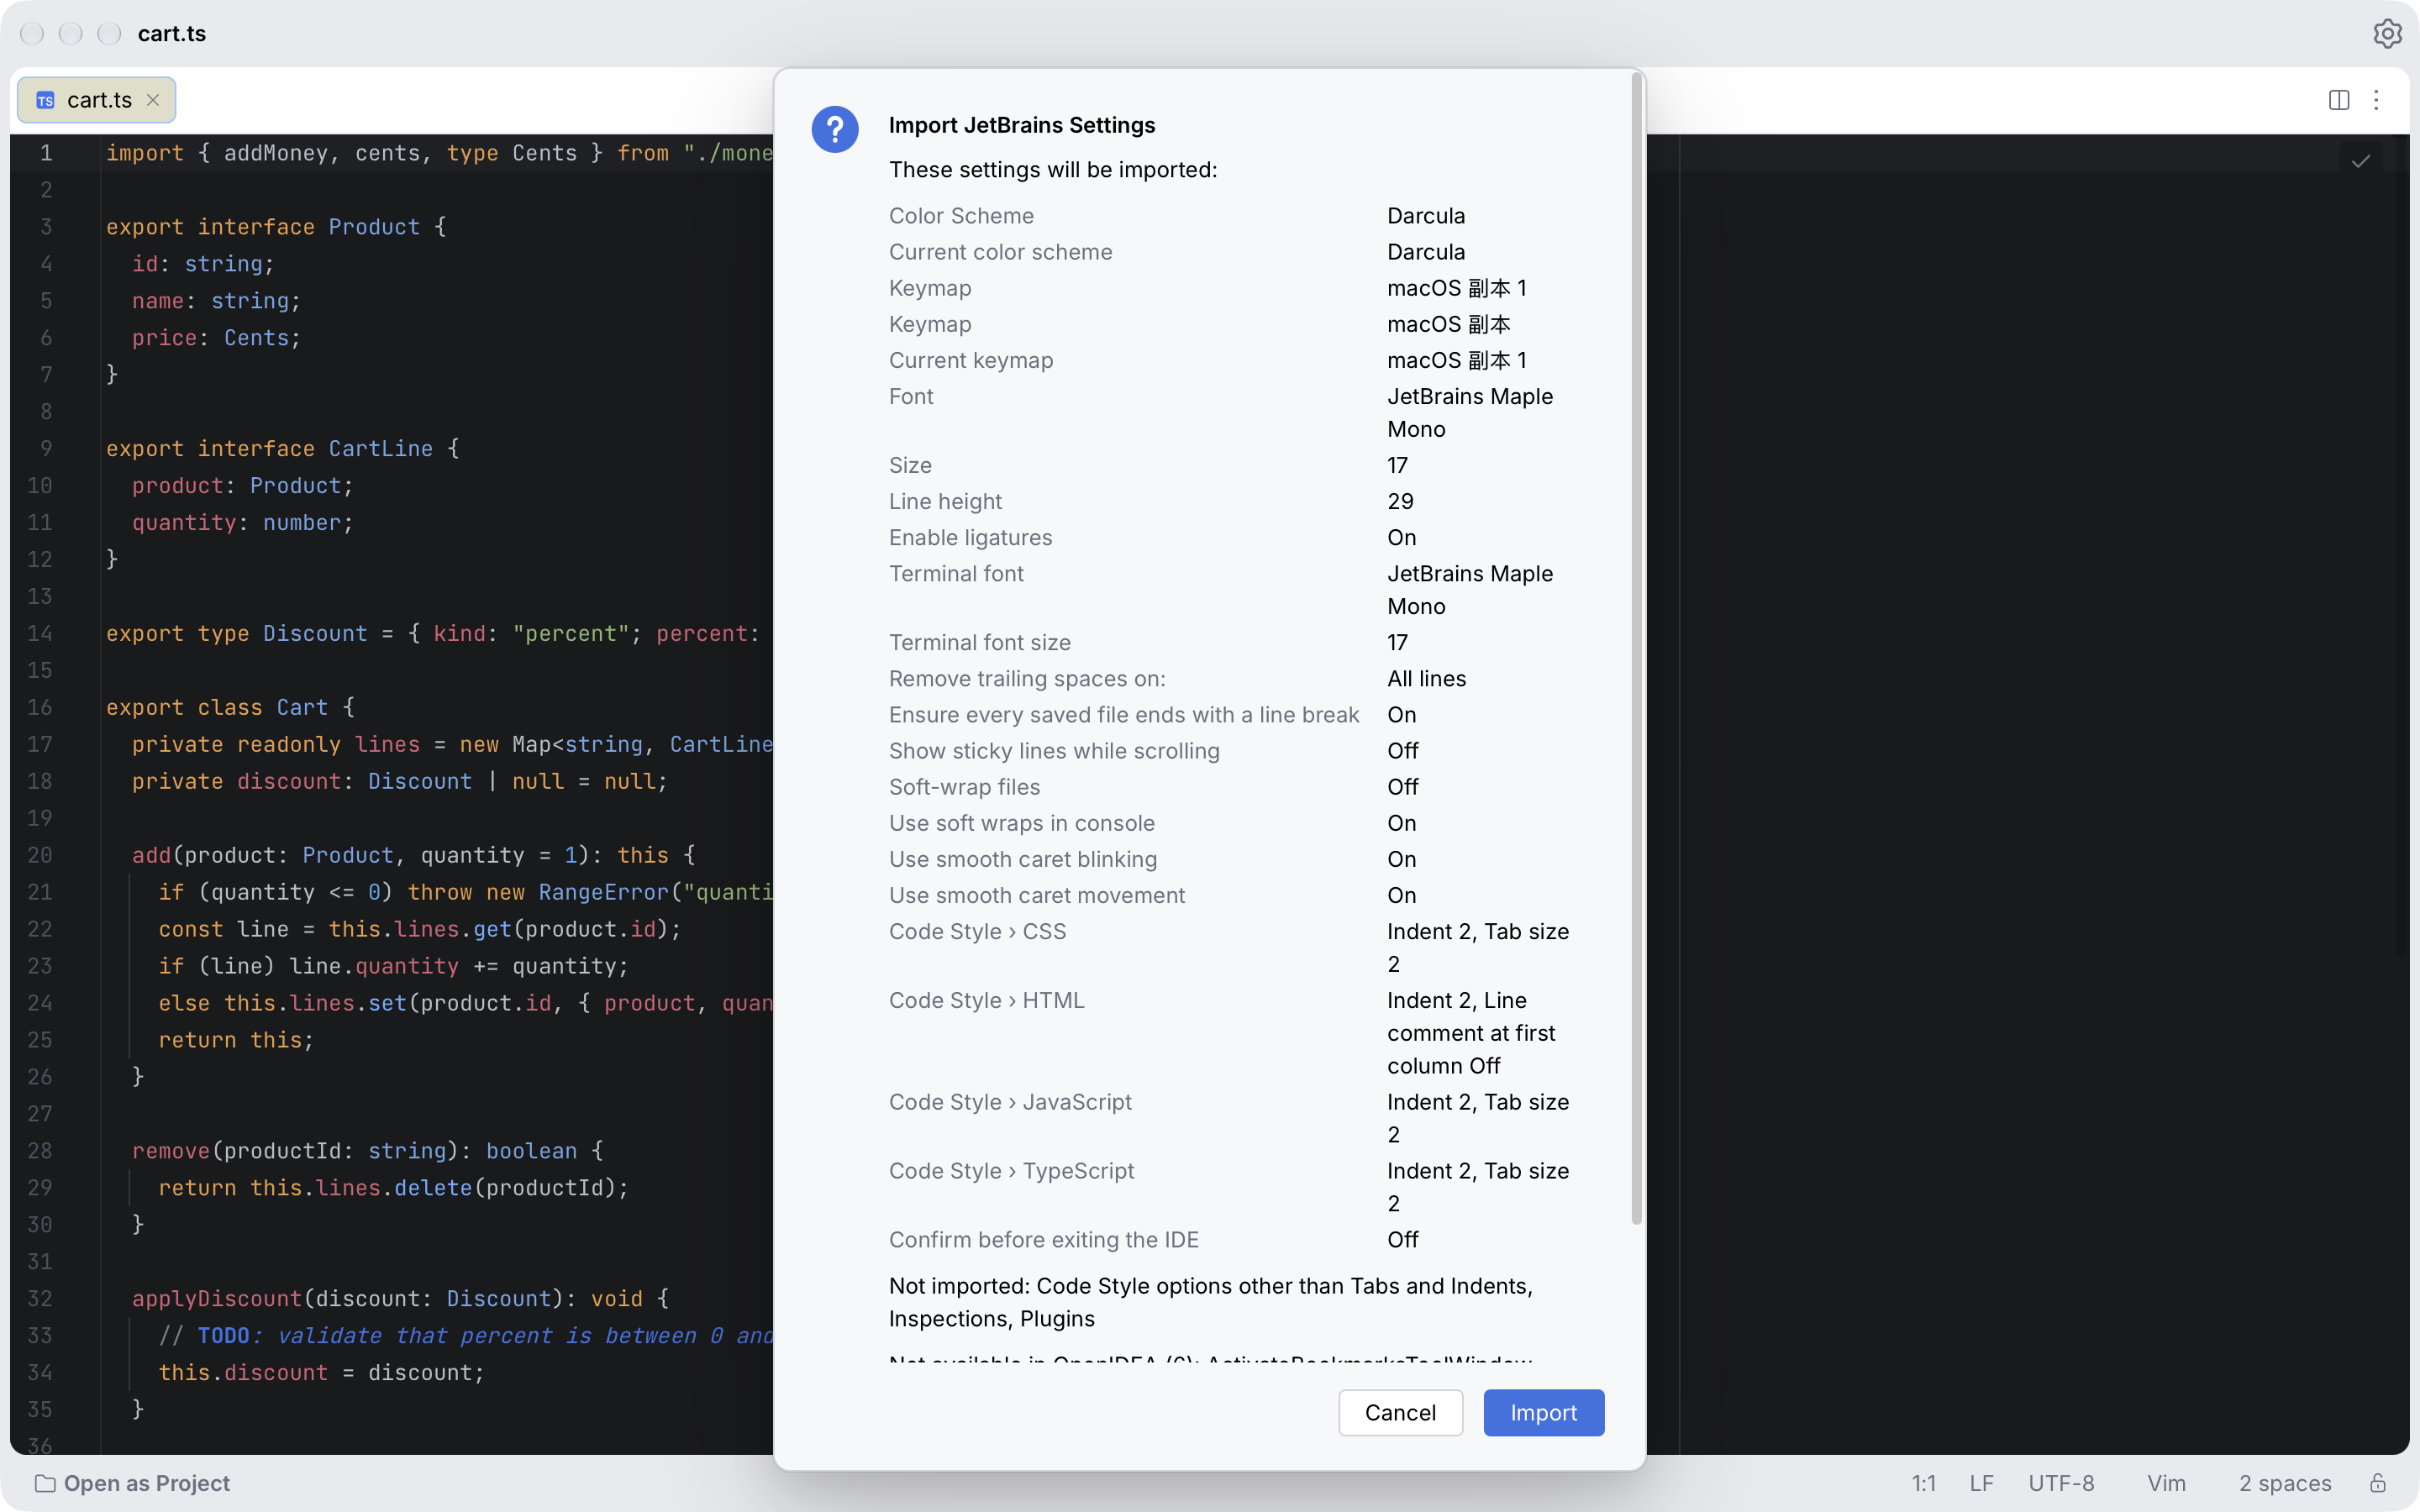 cart.ts
TS cart.ts
1 import { addMoney, cents, type Cents } from "./mone
2
3 export interface Product {
4 id: string;
5 name: string;
6 price: Cents;
7 }
8
9 export interface CartLine {
10 product: Product;
11 quantity: number;
12 }
13
14 export type Discount = { kind: "percent"; percent:
15
16 export class Cart {
17 private readonly lines = new Map<string, CartLine
18 private discount: Discount | null = null;
19
20 add(product: Product, quantity = 1): this {
21 if (quantity <= 0) throw new RangeError("quanti
22 const line = this.lines.get(product.id);
23 if (line) line.quantity += quantity;
24 else this.lines.set(product.id, { product, quan
25 return this;
26 }
27
28 remove(productId: string): boolean {
29 return this.lines.delete(productId);
30 }
31
32 applyDiscount(discount: Discount): void {
33 // TODO: validate that percent is between 0 and
34 this.discount = discount;
35 }
36
Import JetBrains Settings
These settings will be imported:
Color Scheme Darcula
Current color scheme Darcula
Keymap macOS 副本 1
Keymap macOS 副本
Current keymap macOS 副本 1
Font JetBrains Maple
Mono
Size 17
Line height 29
Enable ligatures On
Terminal font JetBrains Maple
Mono
Terminal font size 17
Remove trailing spaces on: All lines
Ensure every saved file ends with a line break On
Show sticky lines while scrolling Off
Soft-wrap files Off
Use soft wraps in console On
Use smooth caret blinking On
Use smooth caret movement On
Code Style › CSS Indent 2, Tab size
2
Code Style › HTML Indent 2, Line
comment at first
column Off
Code Style › JavaScript Indent 2, Tab size
2
Code Style › TypeScript Indent 2, Tab size
2
Confirm before exiting the IDE Off
Not imported: Code Style options other than Tabs and Indents,
Inspections, Plugins
Not available in OpenIDEA (6): ActivateBookmarksToolWindow
Cancel Import
Open as Project 1:1 LF UTF-8 Vim 2 spaces